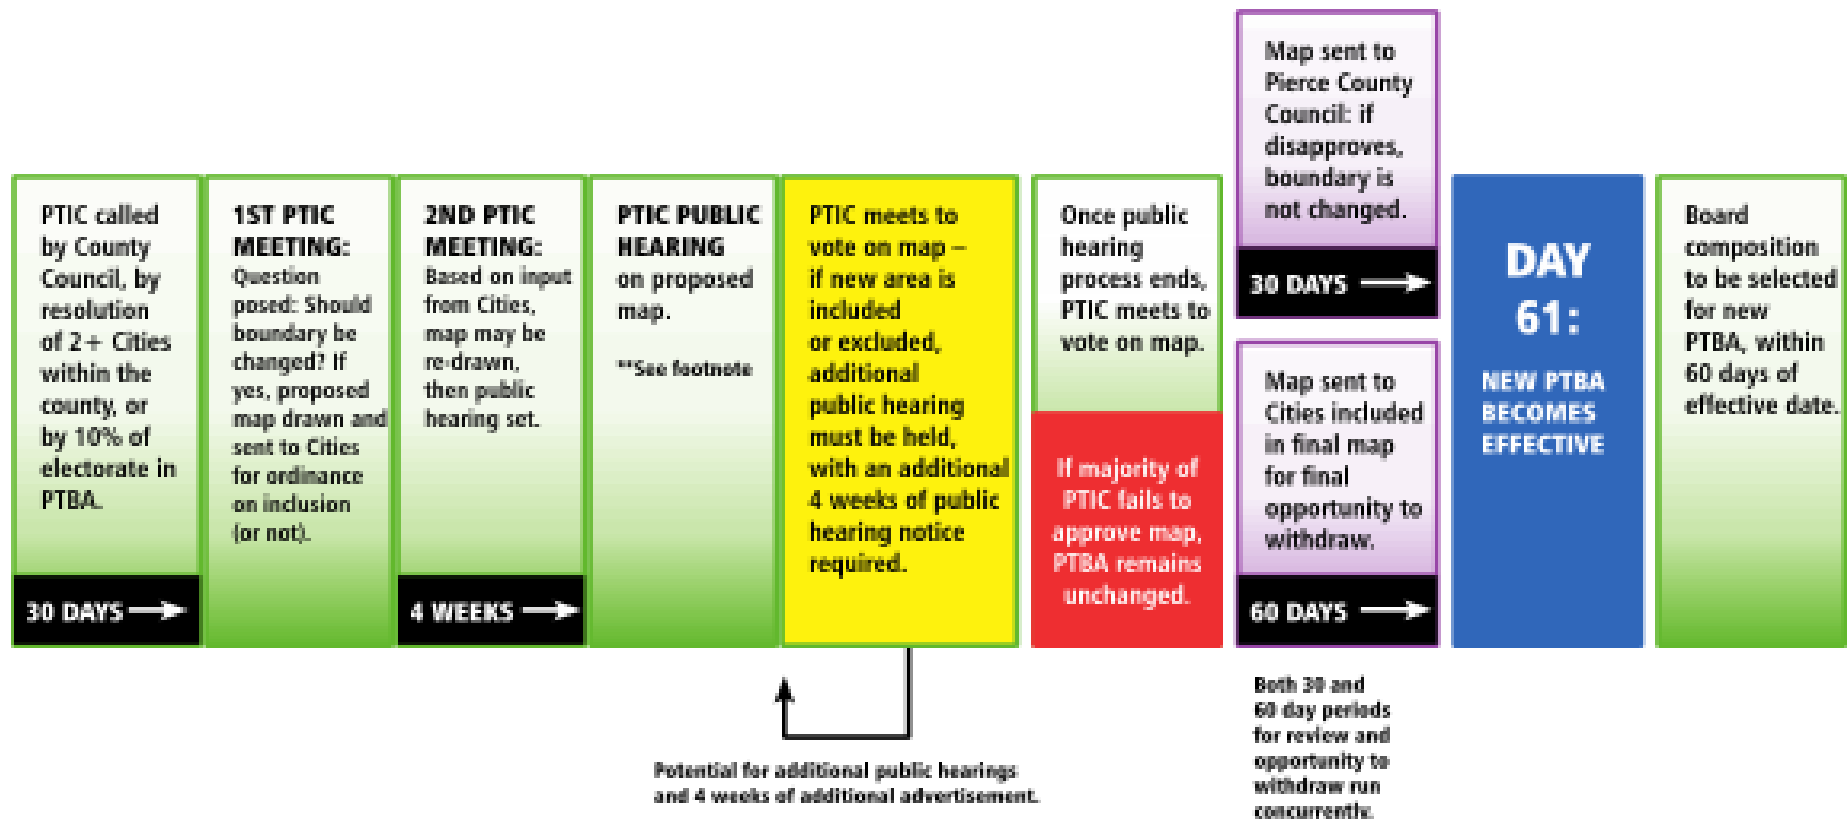 PTIC called
by County
Council, by
resolution
of 2+ Cities
within the
county, or
by 10% of
electorate in
PTBA.
30 DAYS
1ST PTIC
MEETING:
Question
posed: Should
boundary be
changed? If
yes, proposed
map drawn and
sent to Cities
for ordinance
on inclusion
(or not).
2ND PTIC
MEETING:
Based on input
from Cities,
map may be
re-drawn,
then public
hearing set.
4 WEEKS
PTIC PUBLIC
HEARING
on proposed
map.
**See footnote
PTIC meets to
vote on map –
if new area is
included
or excluded,
additional
public hearing
must be held,
with an additional
4 weeks of public
hearing notice
required.
Potential for additional public hearings
and 4 weeks of additional advertisement.
Once public
hearing
process ends,
PTIC meets to
vote on map.
If majority of
PTIC fails to
approve map,
PTBA remains
unchanged.
Map sent to
Pierce County
Council: if
disapproves,
boundary is
not changed.
30 DAYS
Map sent to
Cities included
in final map
for final
opportunity to
withdraw.
60 DAYS
Both 30 and
60 day periods
for review and
opportunity to
withdraw run
concurrently.
DAY
61:
NEW PTBA
BECOMES
EFFECTIVE
Board
composition
to be selected
for new
PTBA, within
60 days of
effective date.